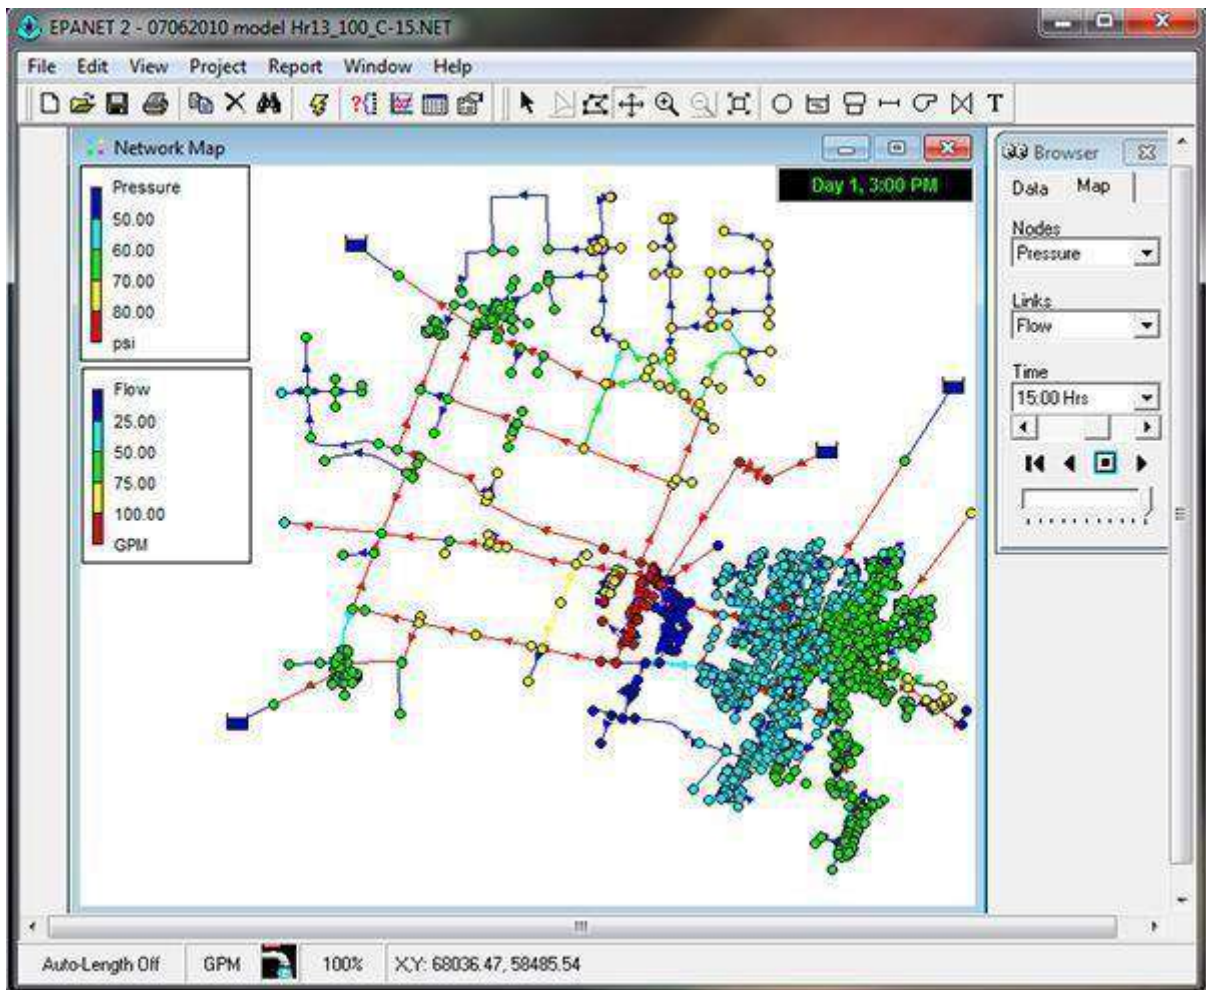 EPANET 2 - 07062010 model Hr13_100_C-15.NET
File Edit View Project Report Window Help
T
Network Map
Pressure
50.00
60.00
70.00
80.00
psi
Flow
25.00
50.00
75.00
100.00
GPM
Day 1, 3:00 PM
Browser
Data Map
Nodes
Pressure
Links
Flow
Time
15:00 Hrs
Auto-Length Off GPM 100% X,Y: 68036.47, 58485.54